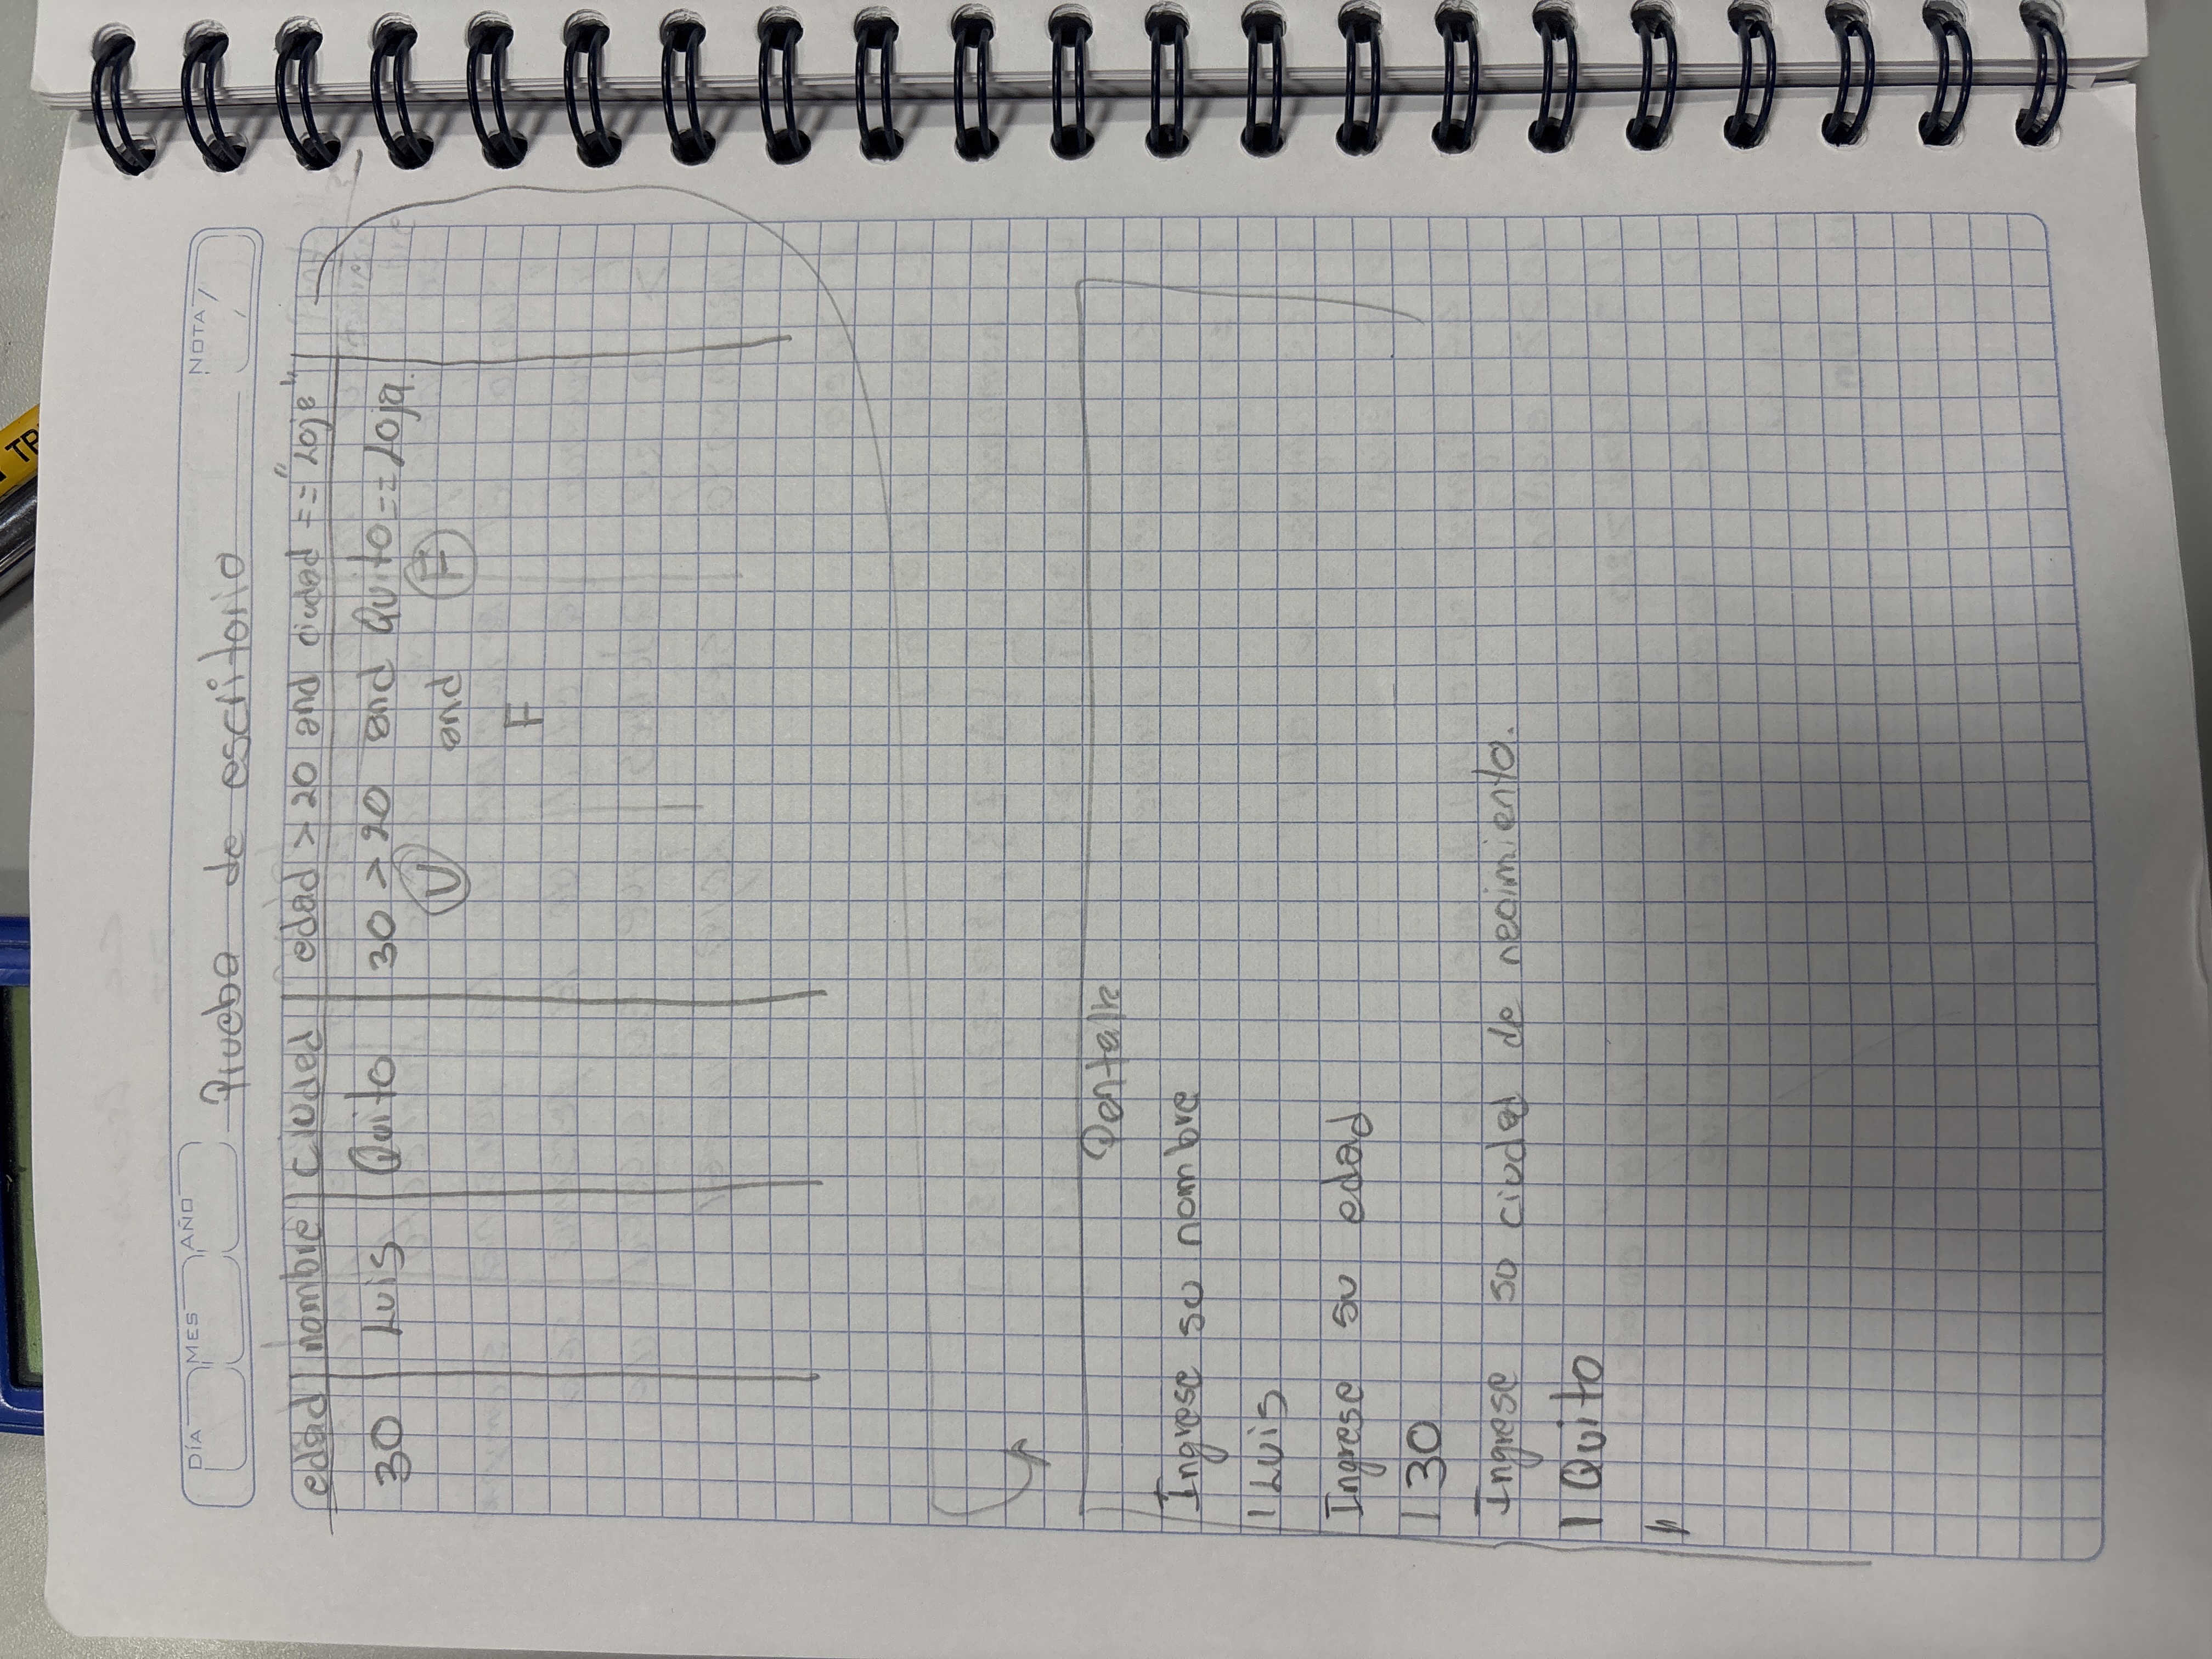 TR
DÍA MES AÑO Prueba de escritorio NOTA
edad nombre ciudad edad > 20 and ciudad == "Loja"
30 Luis Quito 30 > 20 and Quito == Loja.
V and F
F
Pantalla
Ingrese su nombre
| Luis
Ingrese su edad
| 30
Ingrese su ciudad de necimiento.
| Quito